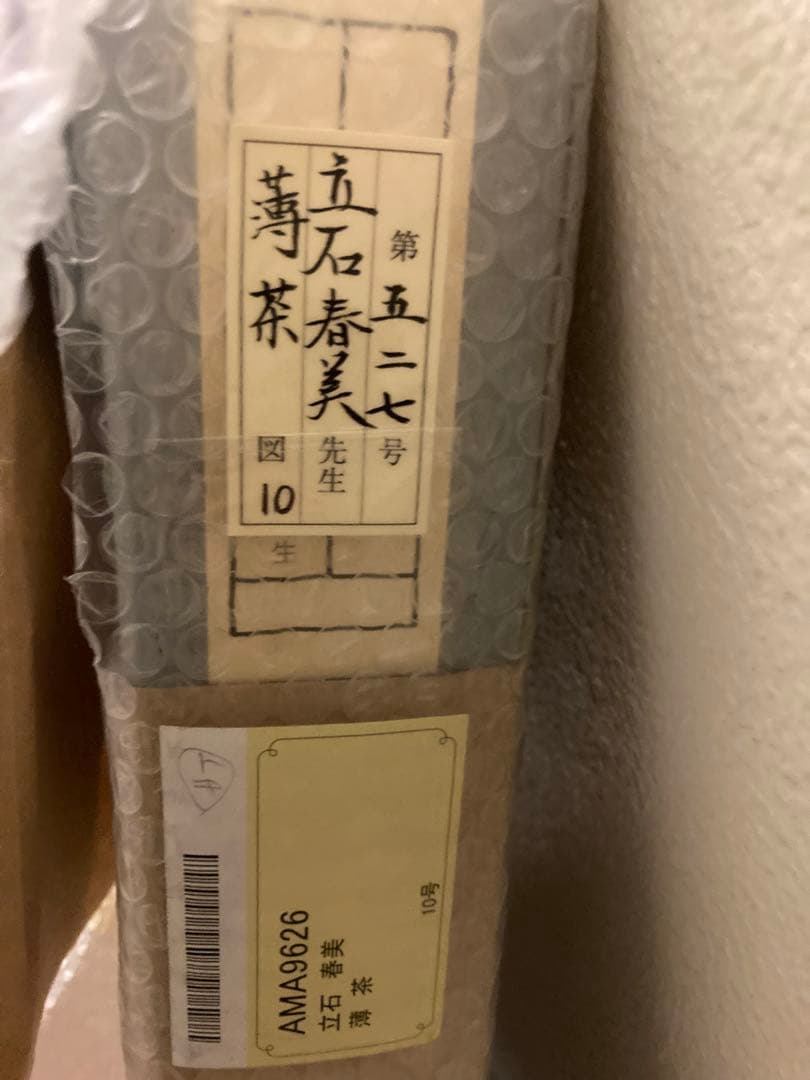 第五二七号
立石春美先生
薄茶図
10
生
AMA9626
立石 春美
薄 茶
10号